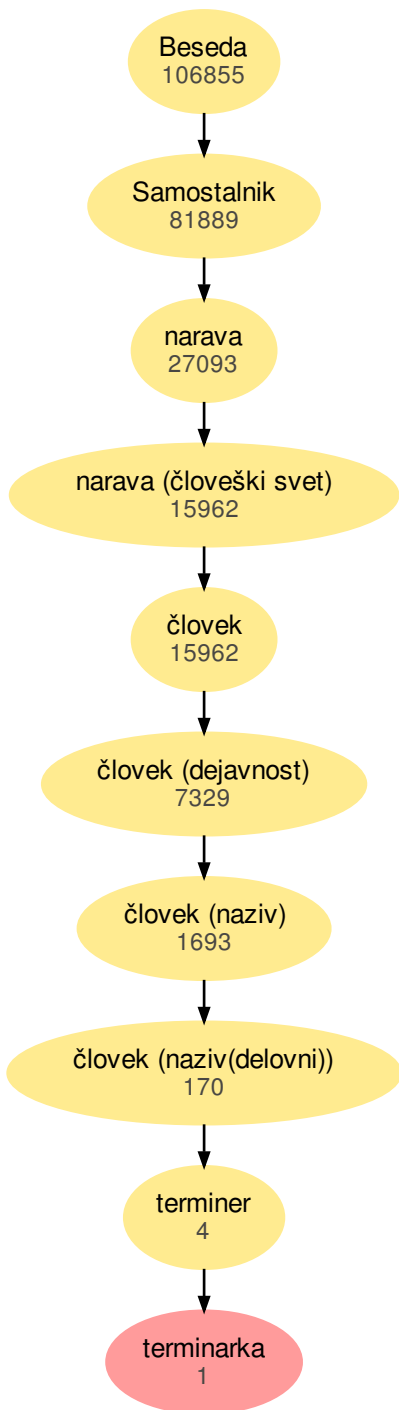 Beseda
106855
Samostalnik
81889
narava
27093
narava (človeški svet)
15962
človek
15962
človek (dejavnost)
7329
človek (naziv)
1693
človek (naziv(delovni))
170
terminer
4
terminarka
1